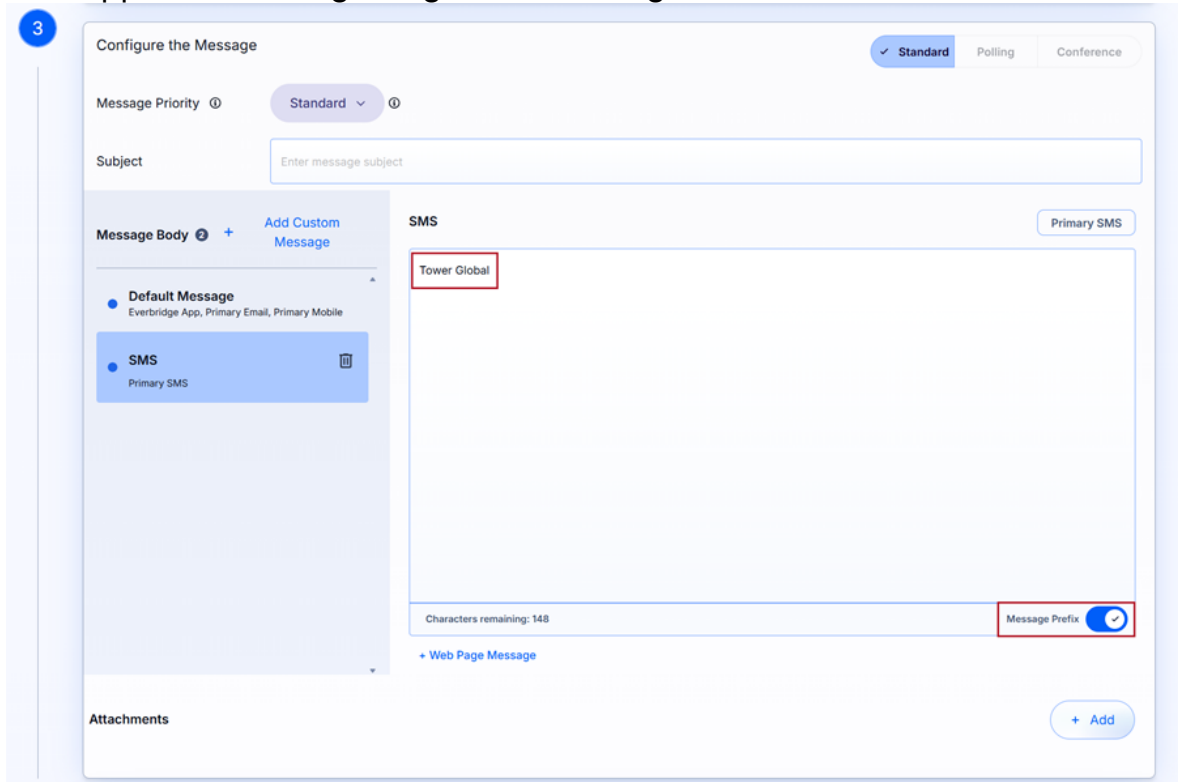 3
Configure the Message
Standard
Polling
Conference
Message Priority
Standard
Subject
Enter message subject
Message Body 2 + Add Custom Message
SMS
Primary SMS
Default Message
Everbridge App, Primary Email, Primary Mobile
SMS
Primary SMS
Tower Global
Characters remaining: 148
Message Prefix
+ Web Page Message
Attachments
+ Add